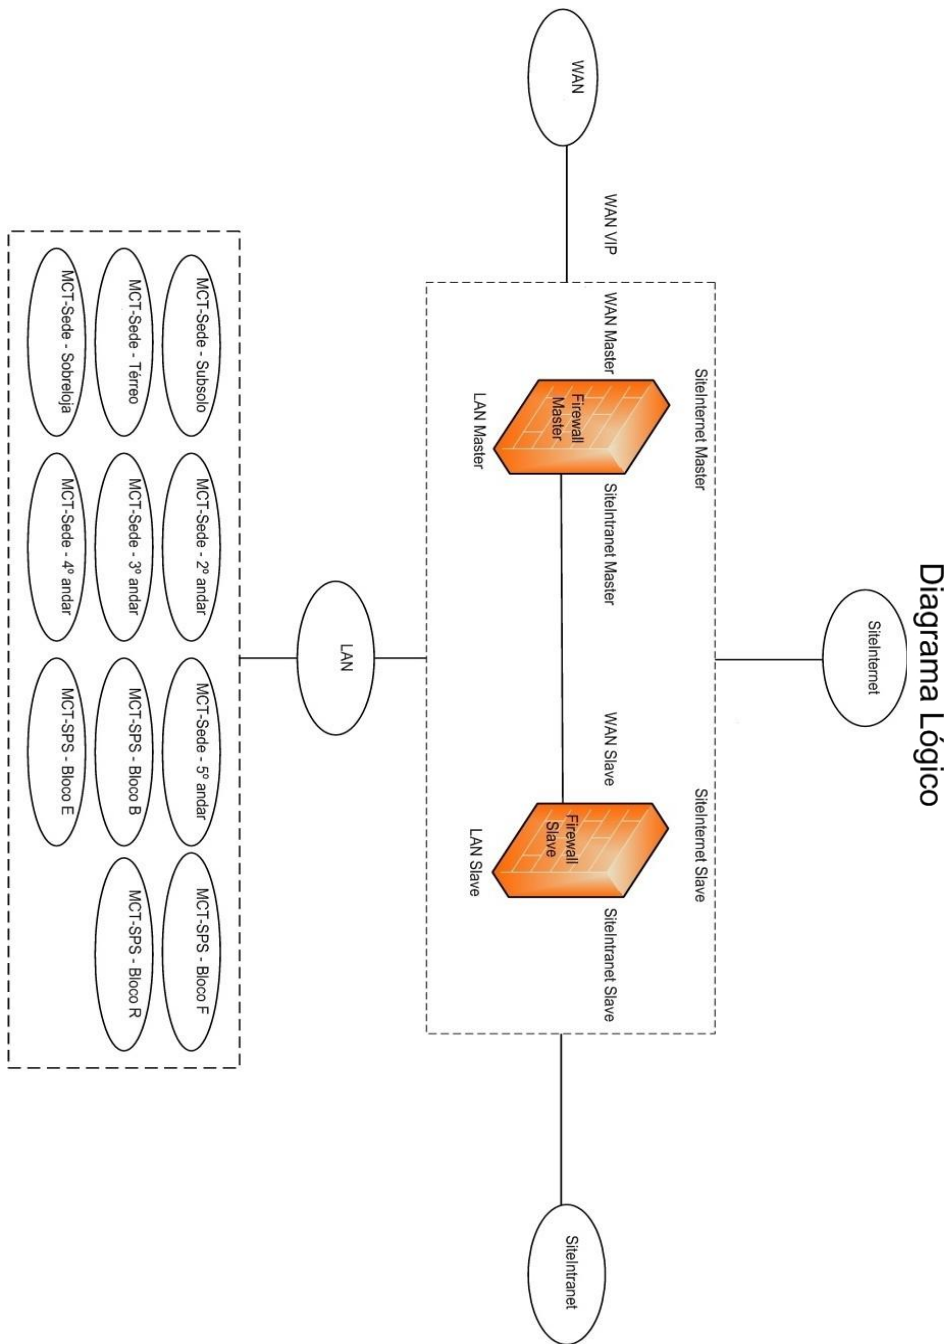 Diagrama Lógico
SiteInternet
SiteInternet Master
SiteInternet Slave
WAN VIP
WAN Master
SiteIntranet Master
WAN Slave
SiteIntranet Slave
WAN
Firewall
Master
Firewall
Slave
SiteIntranet
LAN Master
LAN Slave
LAN
MCT-Sede - Subsolo
MCT-Sede - 2º andar
MCT-Sede - 5º andar
MCT-SPS - Bloco F
MCT-Sede - Térreo
MCT-Sede - 3º andar
MCT-SPS - Bloco B
MCT-SPS - Bloco R
MCT-Sede - Sobreloja
MCT-Sede - 4º andar
MCT-SPS - Bloco E